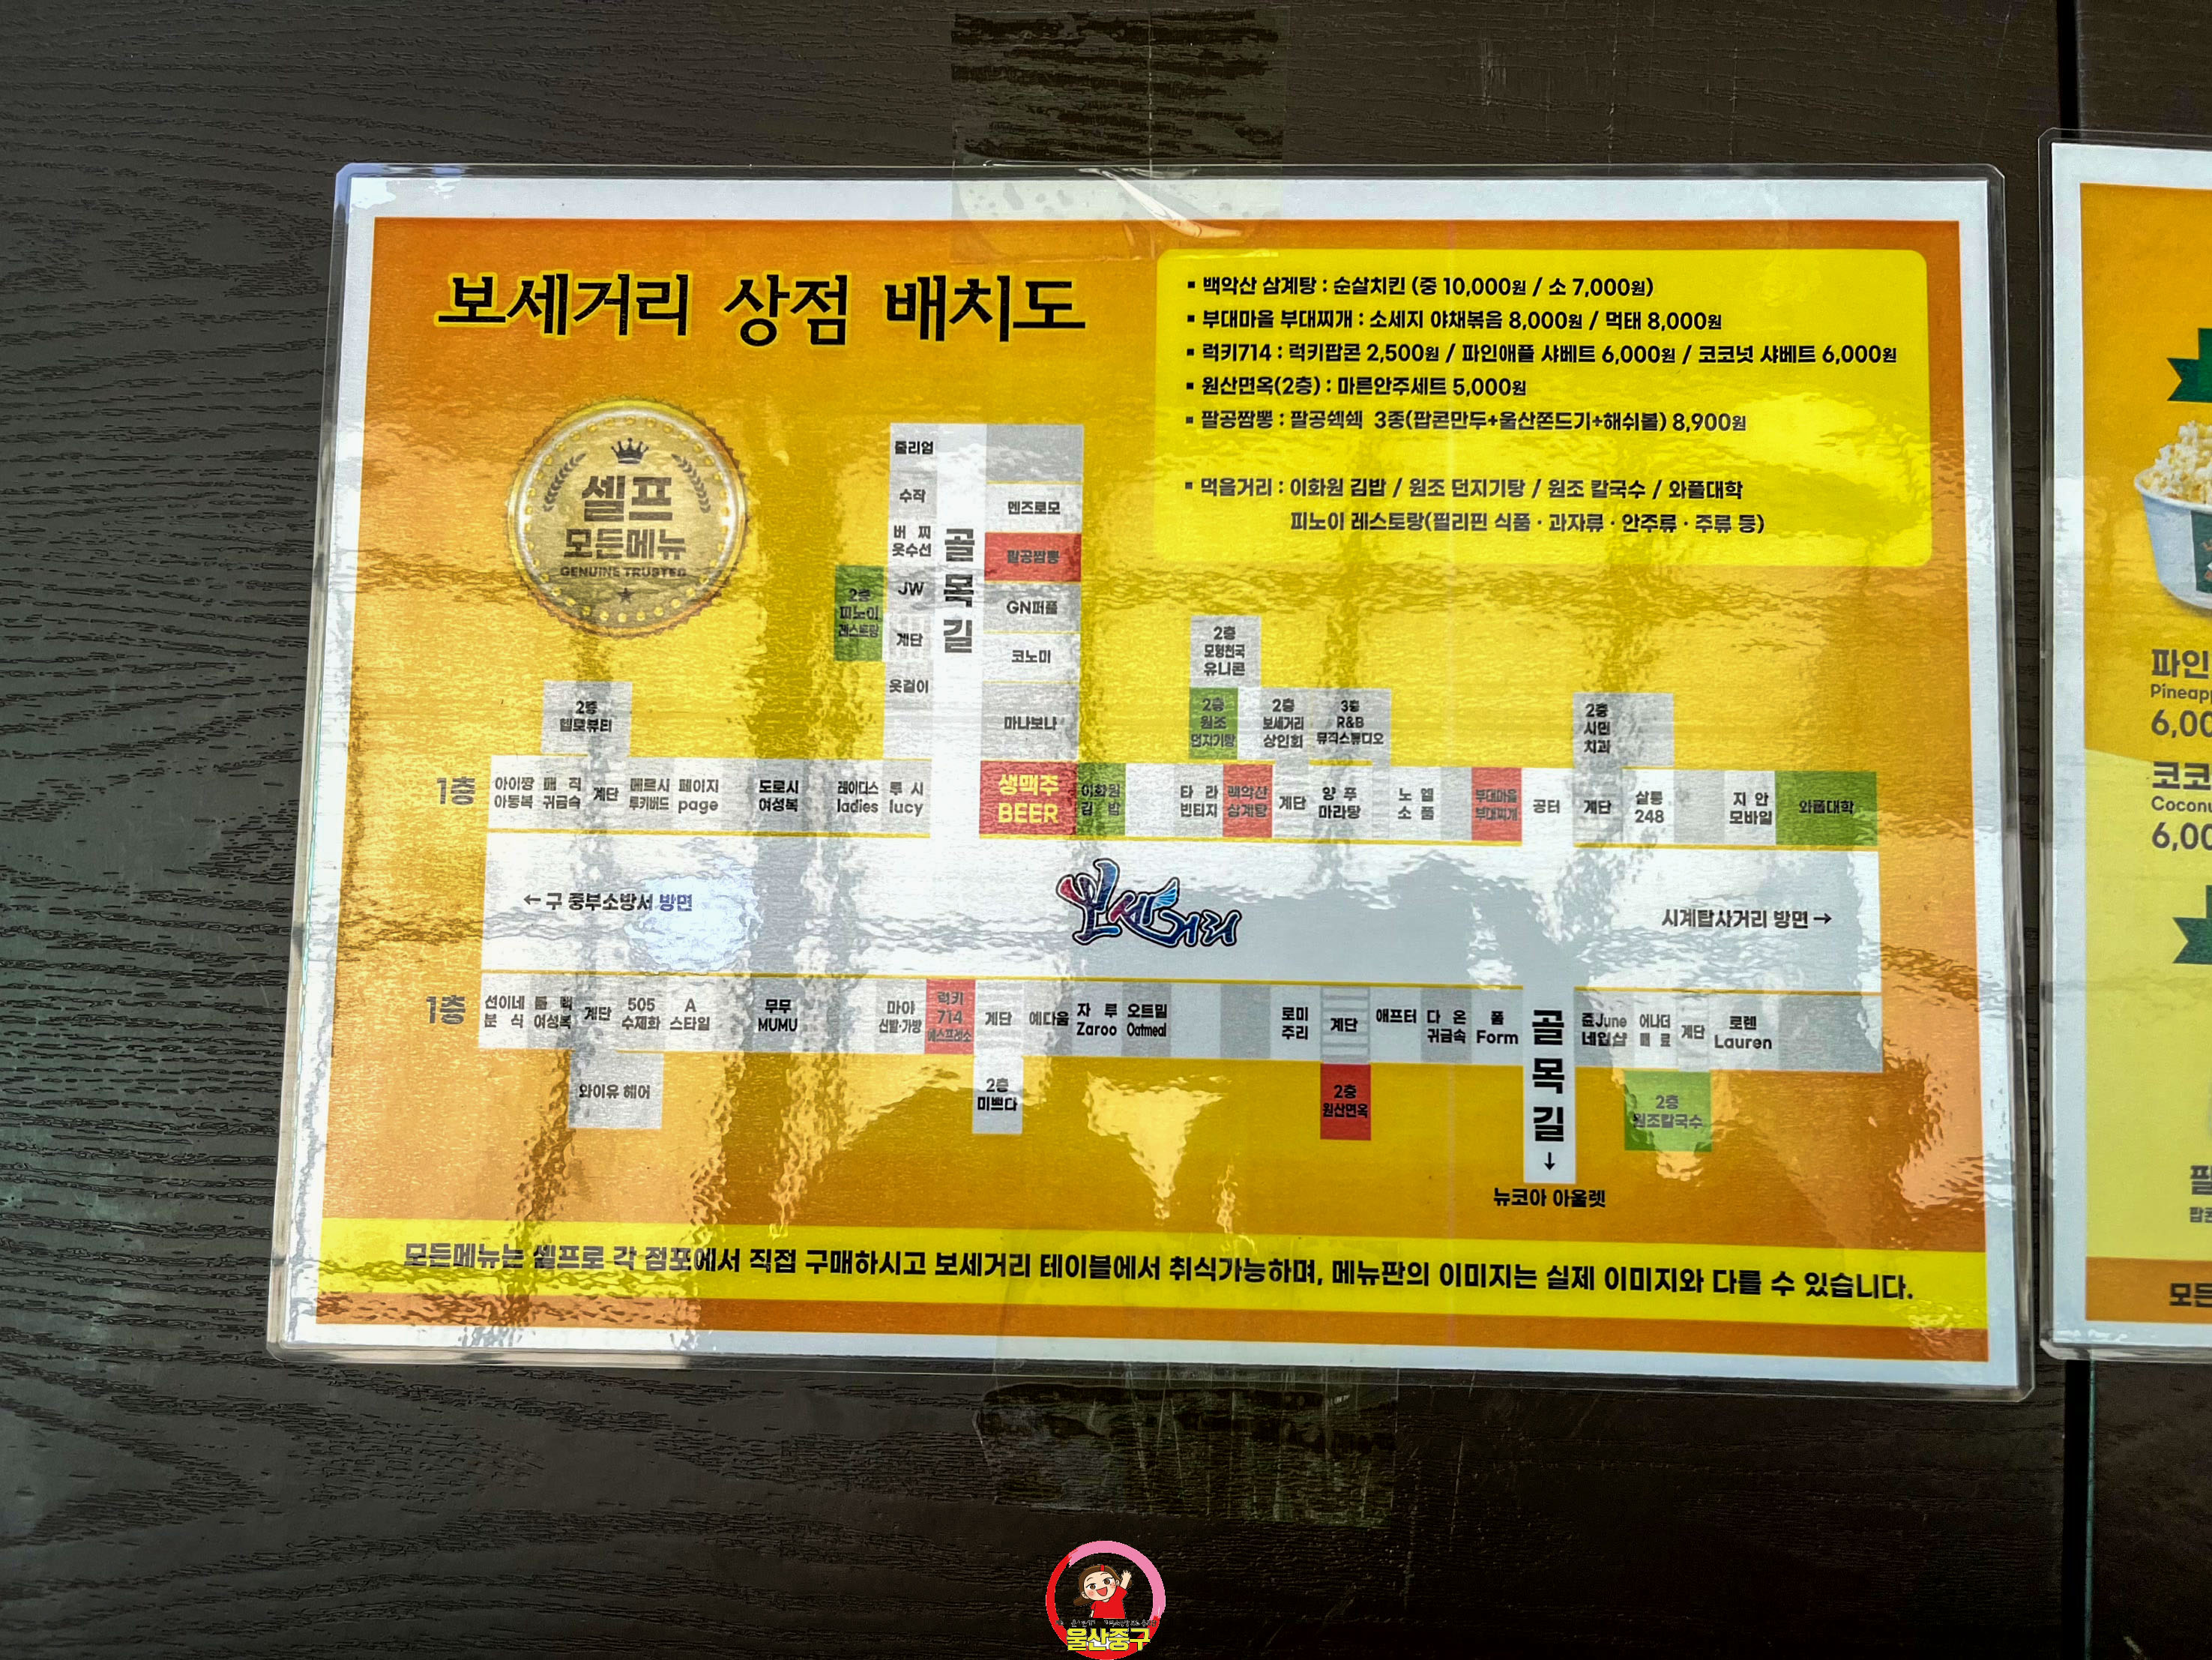 보세거리 상점 배치도
▪ 백악산 삼계탕 : 순살치킨 (중 10,000원 / 소 7,000원)
▪ 부대마을 부대찌개 : 소세지 야채볶음 8,000원 / 먹태 8,000원
▪ 럭키714 : 럭키팝콘 2,500원 / 파인애플 샤베트 6,000원 / 코코넛 샤베트 6,000원
▪ 원산면옥(2층) : 마른안주세트 5,000원
▪ 팔공짬뽕 : 팔공쉑쉑 3종(팝콘만두+울산쫀드기+해쉬볼) 8,900원
▪ 먹을거리 : 이화원 김밥 / 원조 던지기탕 / 원조 칼국수 / 와플대학
피노이 레스토랑(필리핀 식품 · 과자류 · 안주류 · 주류 등)
셀프
모든메뉴
GENUINE TRUSTED
줄리엄
수작
버 찌
옷수선
JW
계단
옷걸이
골
목
길
멘즈로모
팔공짬뽕
GN퍼플
코노미
마나보나
2층
피노이
레스토랑
2층
헬로뷰티
2층
모형천국
유니콘
2층
원조
던지기탕
2층
보세거리
상인회
3층
R&B
뮤직스튜디오
2층
시민
치과
1층
아이짱
아동복
매 직
귀금속
계단
메르시
투키버드
페이지
page
도로시
여성복
레이디스
ladies
루 시
lucy
생맥주
BEER
이화원
김 밥
타 라
빈티지
백악산
삼계탕
계단
양 푸
마라탕
노 엘
소 품
부대마을
부대찌개
공터
계단
살롱
248
지 안
모바일
와플대학
← 구 중부소방서 방면
보세거리
시계탑사거리 방면 →
1층
선이네
분 식
여성복
계단
505
수제화
A
스타일
무무
MUMU
마야
신발·가방
럭키
714
에스프레소
계단
예다움
자 루
Zaroo
오트밀
Oatmeal
로미
주리
계단
애프터
다 온
귀금속
폼
Form
골
목
길
↓
뉴코아 아울렛
준June
네일샵
어나더
계단
로렌
Lauren
와이유 헤어
2층
미쁘다
2층
원산면옥
2층
원조칼국수
모든메뉴는 셀프로 각 점포에서 직접 구매하시고 보세거리 테이블에서 취식가능하며, 메뉴판의 이미지는 실제 이미지와 다를 수 있습니다.
파인
Pineap
6,00
코코
Coconu
6,00
팔
팝콘
모든
울산중구